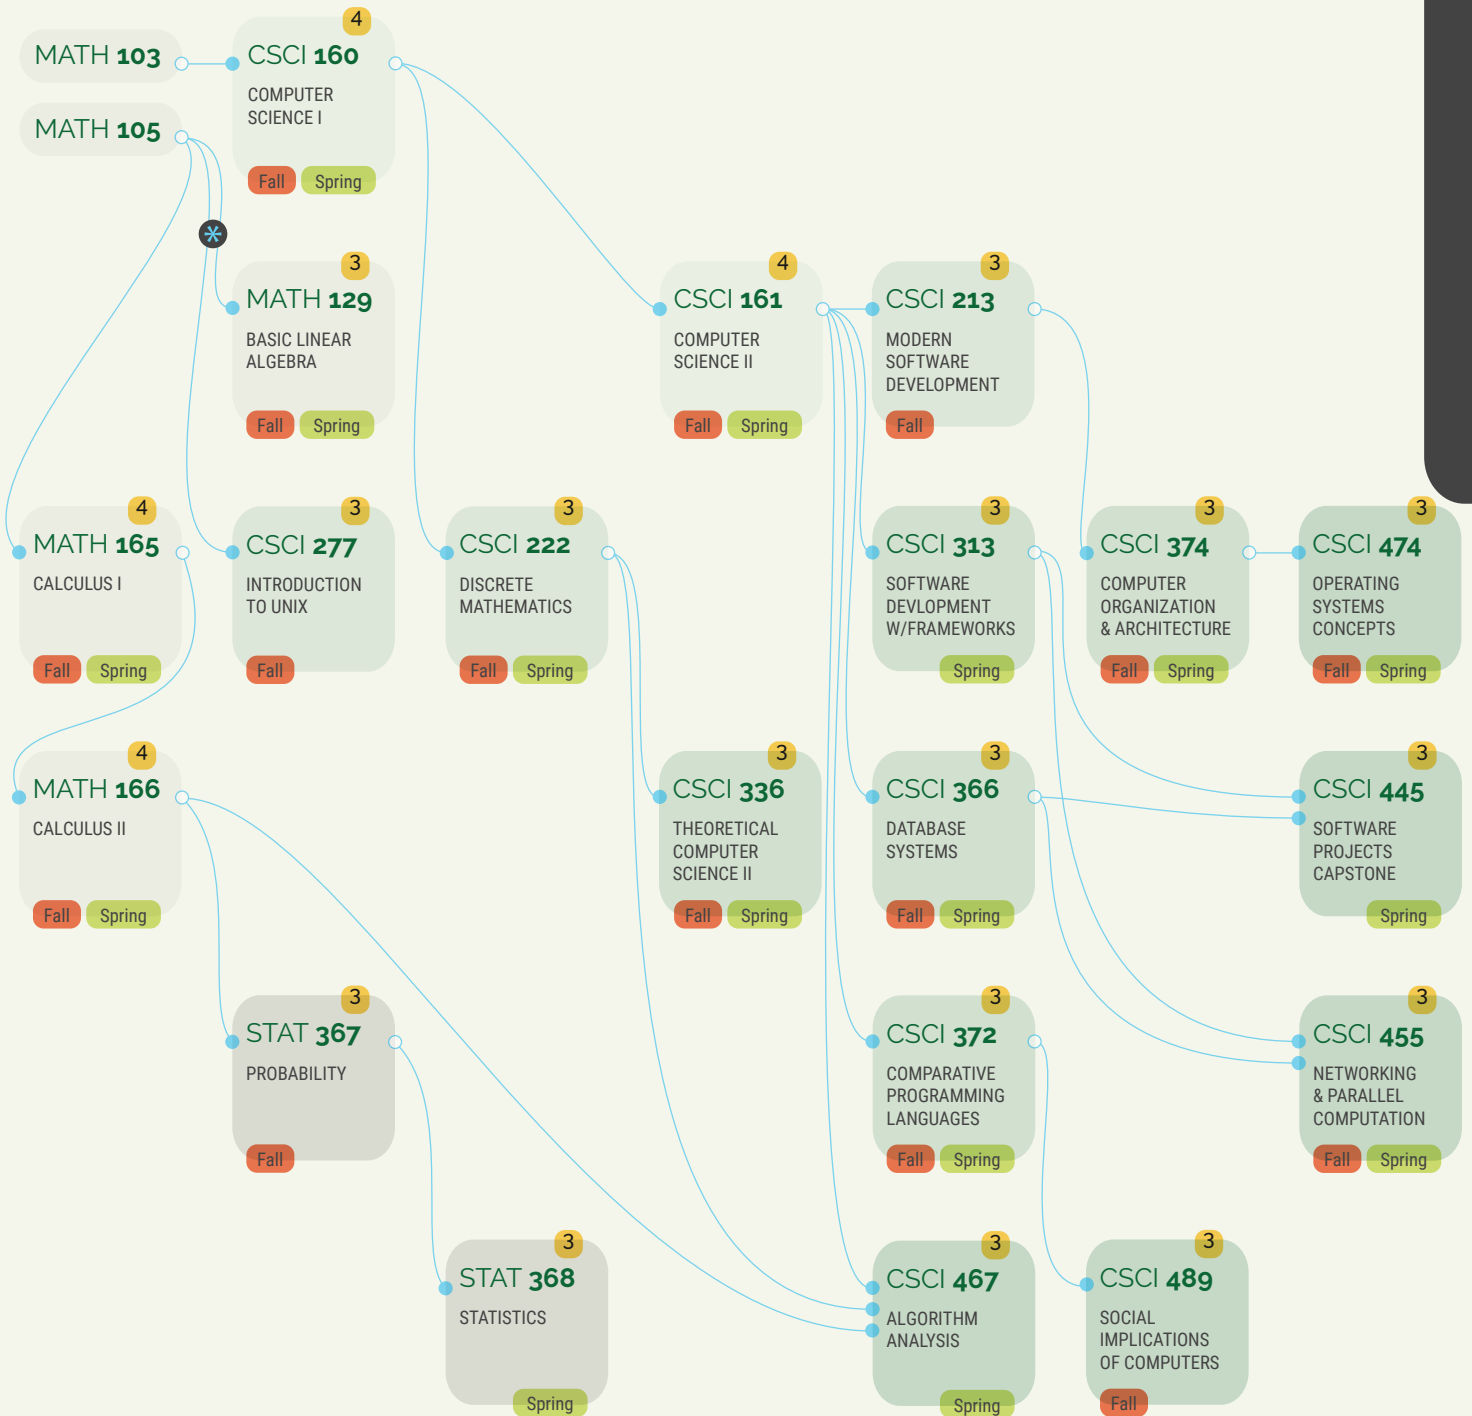 MATH 103
4
CSCI 160
COMPUTER
SCIENCE I
Fall Spring
MATH 105
*
3
MATH 129
BASIC LINEAR
ALGEBRA
Fall Spring
4
CSCI 161
COMPUTER
SCIENCE II
Fall Spring
3
CSCI 213
MODERN
SOFTWARE
DEVELOPMENT
Fall
4
MATH 165
CALCULUS I
Fall Spring
3
CSCI 277
INTRODUCTION
TO UNIX
Fall
3
CSCI 222
DISCRETE
MATHEMATICS
Fall Spring
3
CSCI 313
SOFTWARE
DEVLOPMENT
W/FRAMEWORKS
Spring
3
CSCI 374
COMPUTER
ORGANIZATION
& ARCHITECTURE
Fall Spring
3
CSCI 474
OPERATING
SYSTEMS
CONCEPTS
Fall Spring
4
MATH 166
CALCULUS II
Fall Spring
3
CSCI 336
THEORETICAL
COMPUTER
SCIENCE II
Fall Spring
3
CSCI 366
DATABASE
SYSTEMS
Fall Spring
3
CSCI 445
SOFTWARE
PROJECTS
CAPSTONE
Spring
3
STAT 367
PROBABILITY
Fall
3
CSCI 372
COMPARATIVE
PROGRAMMING
LANGUAGES
Fall Spring
3
CSCI 455
NETWORKING
& PARALLEL
COMPUTATION
Fall Spring
3
STAT 368
STATISTICS
Spring
3
CSCI 467
ALGORITHM
ANALYSIS
Spring
3
CSCI 489
SOCIAL
IMPLICATIONS
OF COMPUTERS
Fall